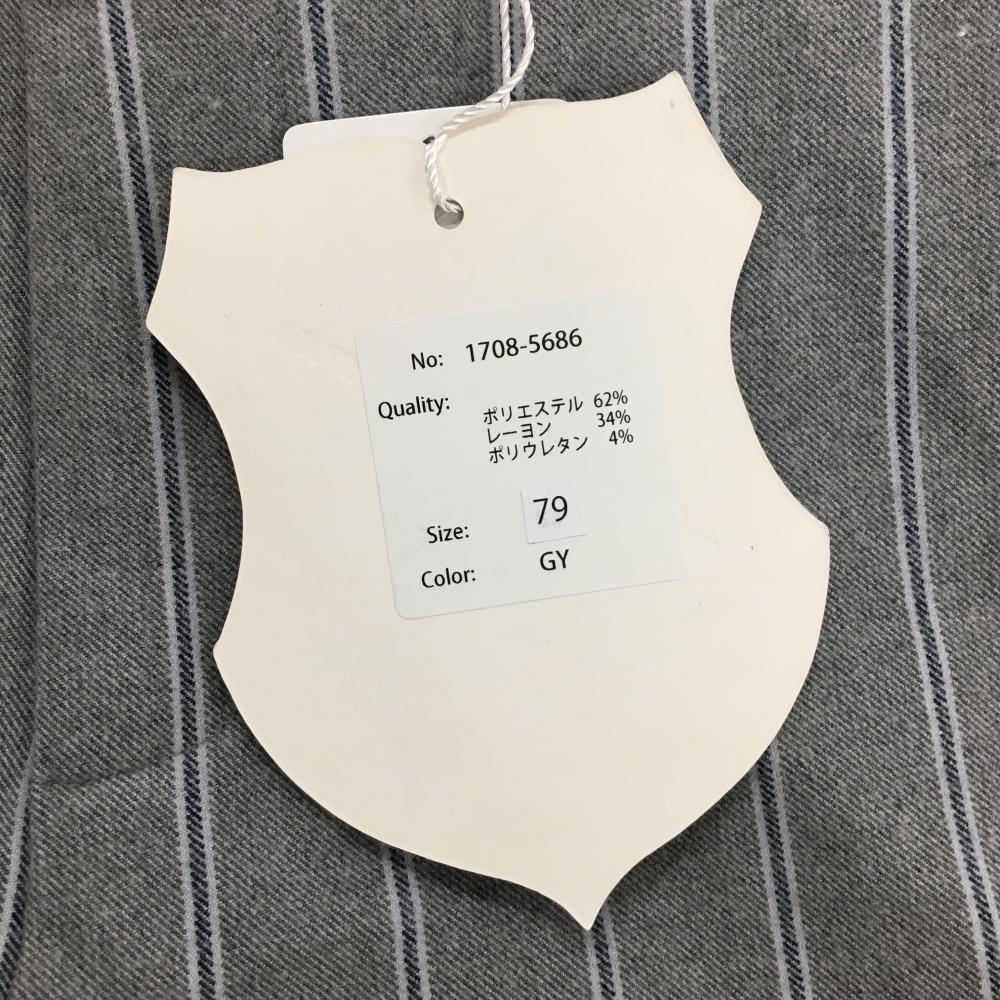 No: 1708-5686
Quality: ポリエステル 62%
レーヨン 34%
ポリウレタン 4%
Size: 79
Color: GY